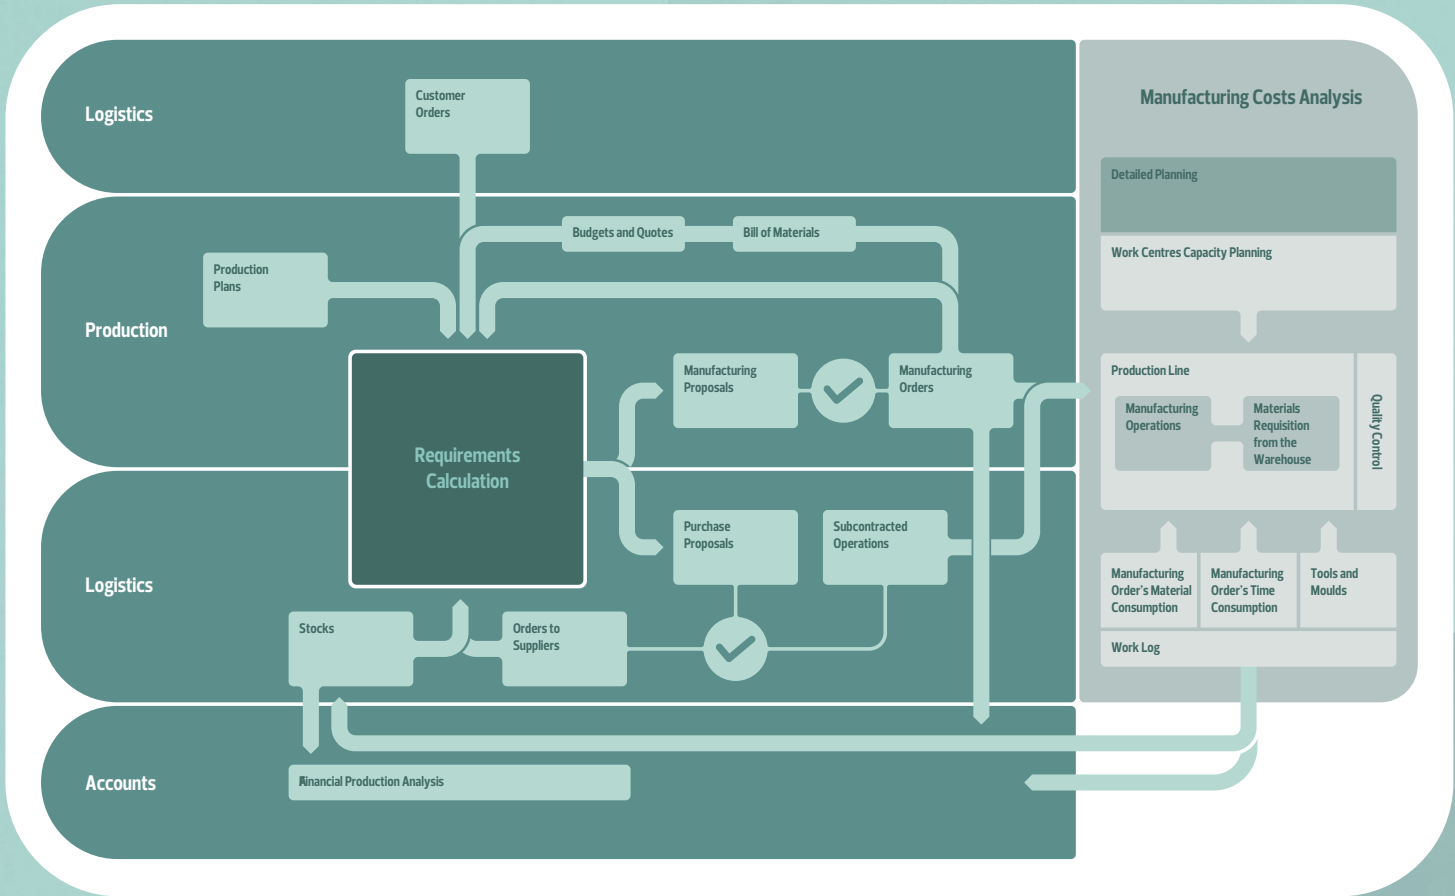 Logistics
Customer
Orders
Manufacturing Costs Analysis
Detailed Planning
Work Centres Capacity Planning
Production
Production
Plans
Budgets and Quotes
Bill of Materials
Requirements
Calculation
Manufacturing
Proposals
Manufacturing
Orders
Production Line
Manufacturing
Operations
Materials
Requisition
from the
Warehouse
Quality Control
Logistics
Purchase
Proposals
Subcontracted
Operations
Stocks
Orders to
Suppliers
Manufacturing
Order's Material
Consumption
Manufacturing
Order's Time
Consumption
Tools and
Moulds
Work Log
Accounts
Financial Production Analysis